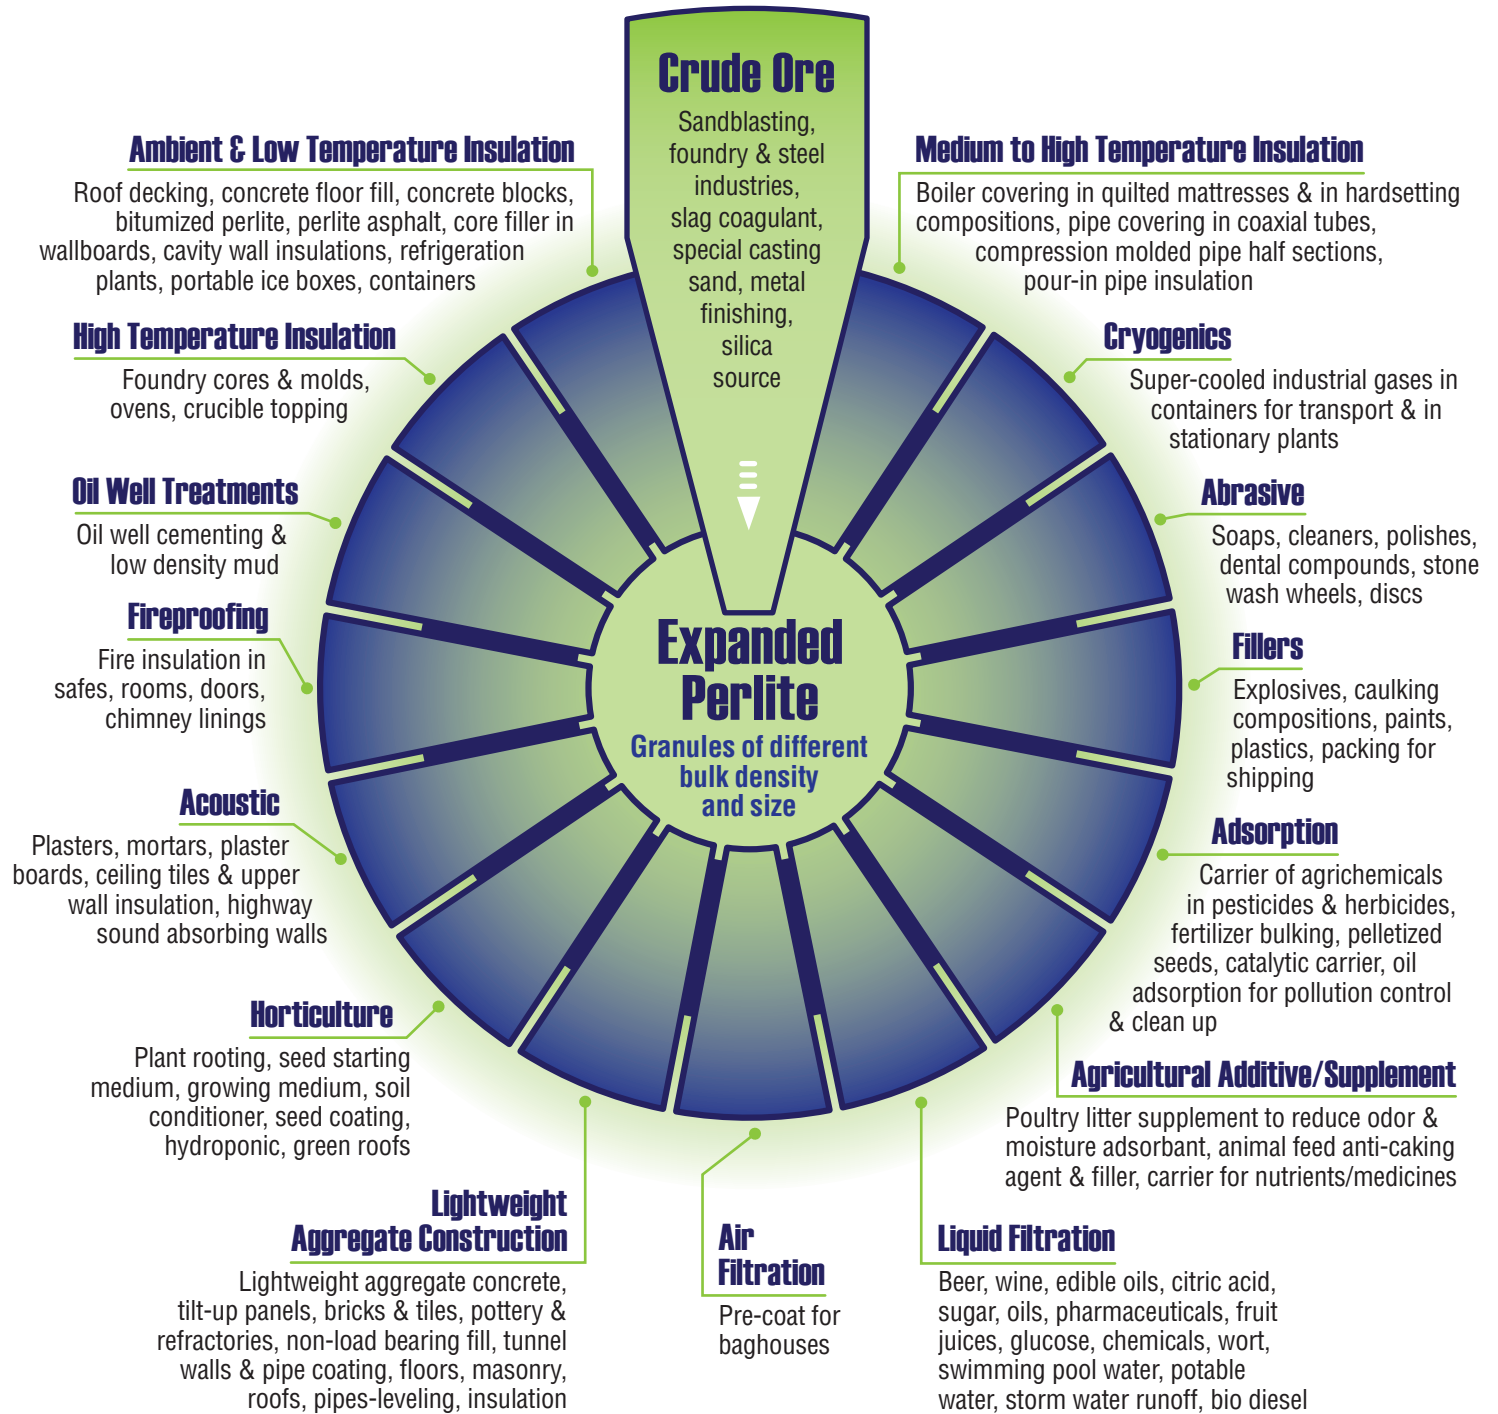 Crude Ore
Sandblasting,
foundry & steel
industries,
slag coagulant,
special casting
sand, metal
finishing,
silica
source
Expanded
Perlite
Granules of different
bulk density
and size
Medium to High Temperature Insulation
Boiler covering in quilted mattresses & in hardsetting
compositions, pipe covering in coaxial tubes,
compression molded pipe half sections,
pour-in pipe insulation
Cryogenics
Super-cooled industrial gases in
containers for transport & in
stationary plants
Abrasive
Soaps, cleaners, polishes,
dental compounds, stone
wash wheels, discs
Fillers
Explosives, caulking
compositions, paints,
plastics, packing for
shipping
Adsorption
Carrier of agrichemicals
in pesticides & herbicides,
fertilizer bulking, pelletized
seeds, catalytic carrier, oil
adsorption for pollution control
& clean up
Agricultural Additive/Supplement
Poultry litter supplement to reduce odor &
moisture adsorbant, animal feed anti-caking
agent & filler, carrier for nutrients/medicines
Liquid Filtration
Beer, wine, edible oils, citric acid,
sugar, oils, pharmaceuticals, fruit
juices, glucose, chemicals, wort,
swimming pool water, potable
water, storm water runoff, bio diesel
Air
Filtration
Pre-coat for
baghouses
Lightweight
Aggregate Construction
Lightweight aggregate concrete,
tilt-up panels, bricks & tiles, pottery &
refractories, non-load bearing fill, tunnel
walls & pipe coating, floors, masonry,
roofs, pipes-leveling, insulation
Horticulture
Plant rooting, seed starting
medium, growing medium, soil
conditioner, seed coating,
hydroponic, green roofs
Acoustic
Plasters, mortars, plaster
boards, ceiling tiles & upper
wall insulation, highway
sound absorbing walls
Fireproofing
Fire insulation in
safes, rooms, doors,
chimney linings
Oil Well Treatments
Oil well cementing &
low density mud
High Temperature Insulation
Foundry cores & molds,
ovens, crucible topping
Ambient & Low Temperature Insulation
Roof decking, concrete floor fill, concrete blocks,
bitumized perlite, perlite asphalt, core filler in
wallboards, cavity wall insulations, refrigeration
plants, portable ice boxes, containers